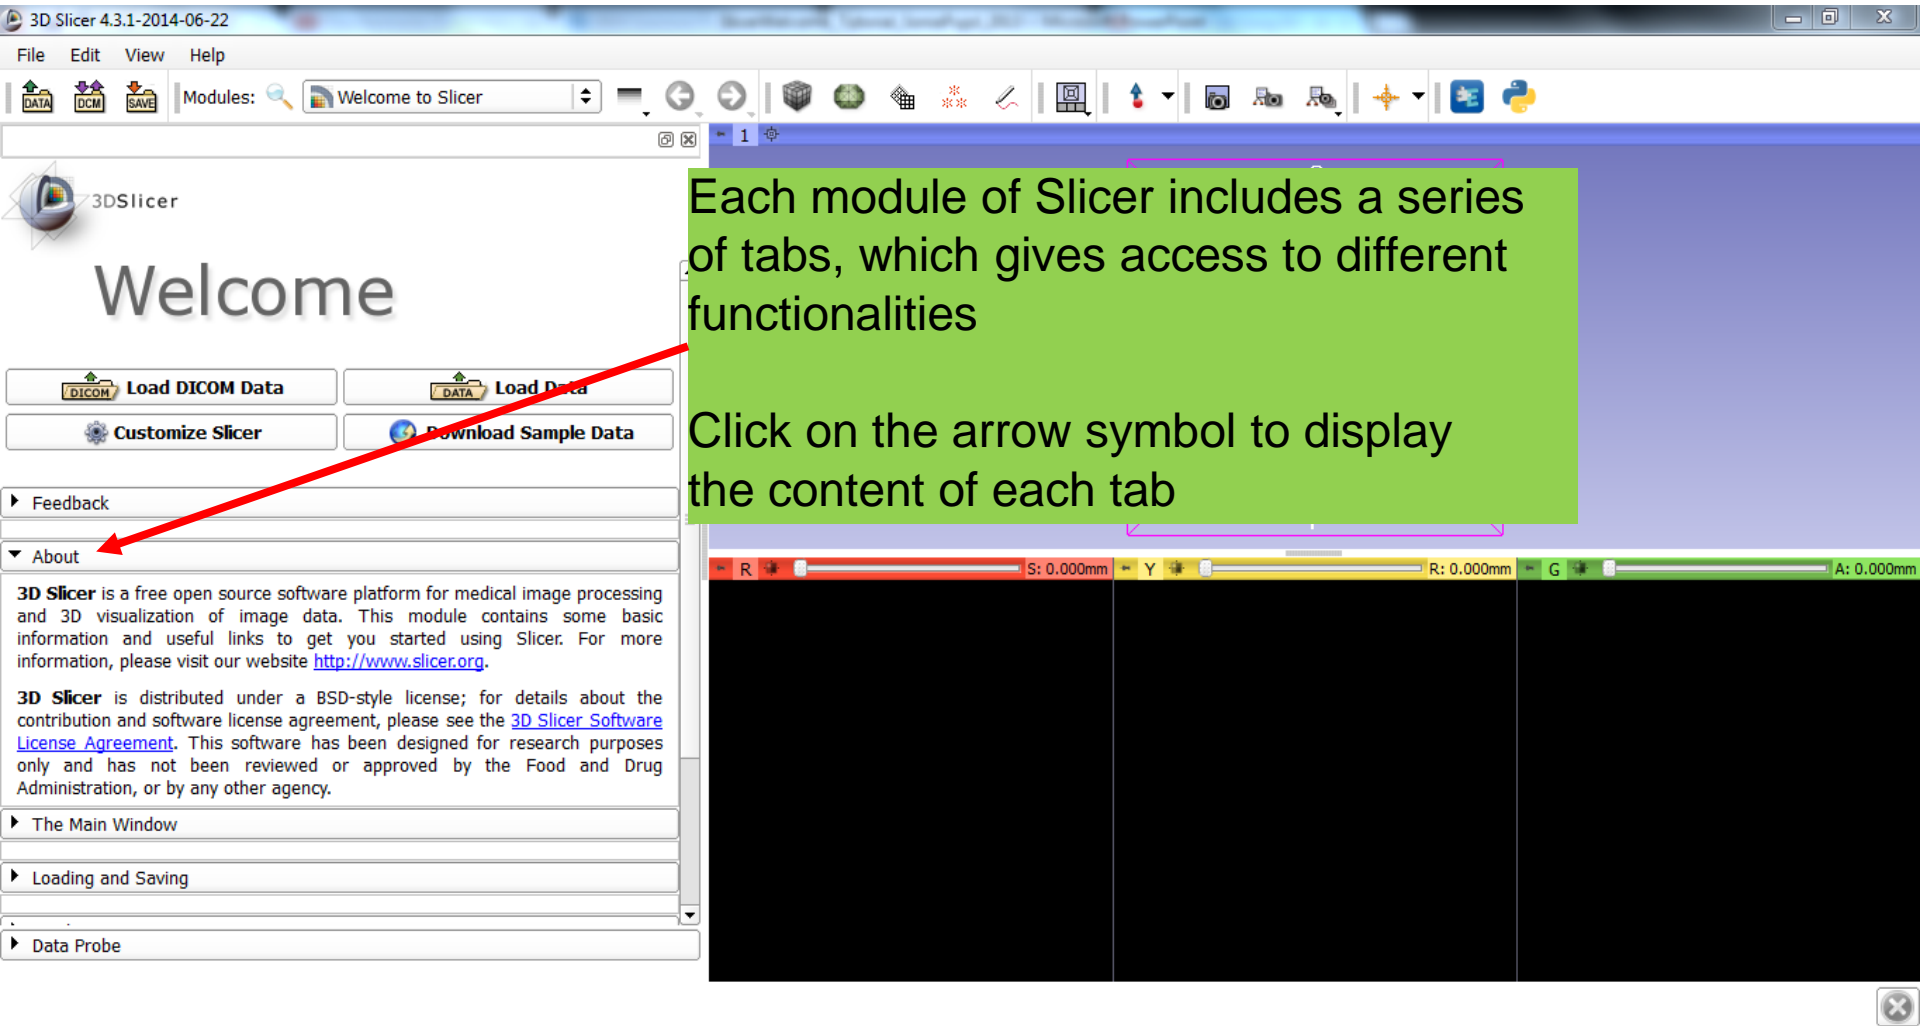 3D Slicer 4.3.1-2014-06-22
File Edit View Help
DATA DCM SAVE Modules: Welcome to Slicer
1
3DSlicer
Welcome
Each module of Slicer includes a series
of tabs, which gives access to different
functionalities
Click on the arrow symbol to display
the content of each tab
DICOM Load DICOM Data
DATA Load Data
Customize Slicer
Download Sample Data
Feedback
About
3D Slicer is a free open source software platform for medical image processing
and 3D visualization of image data. This module contains some basic
information and useful links to get you started using Slicer. For more
information, please visit our website http://www.slicer.org.
3D Slicer is distributed under a BSD-style license; for details about the
contribution and software license agreement, please see the 3D Slicer Software
License Agreement. This software has been designed for research purposes
only and has not been reviewed or approved by the Food and Drug
Administration, or by any other agency.
The Main Window
Loading and Saving
Data Probe
R S: 0.000mm
Y R: 0.000mm
G A: 0.000mm